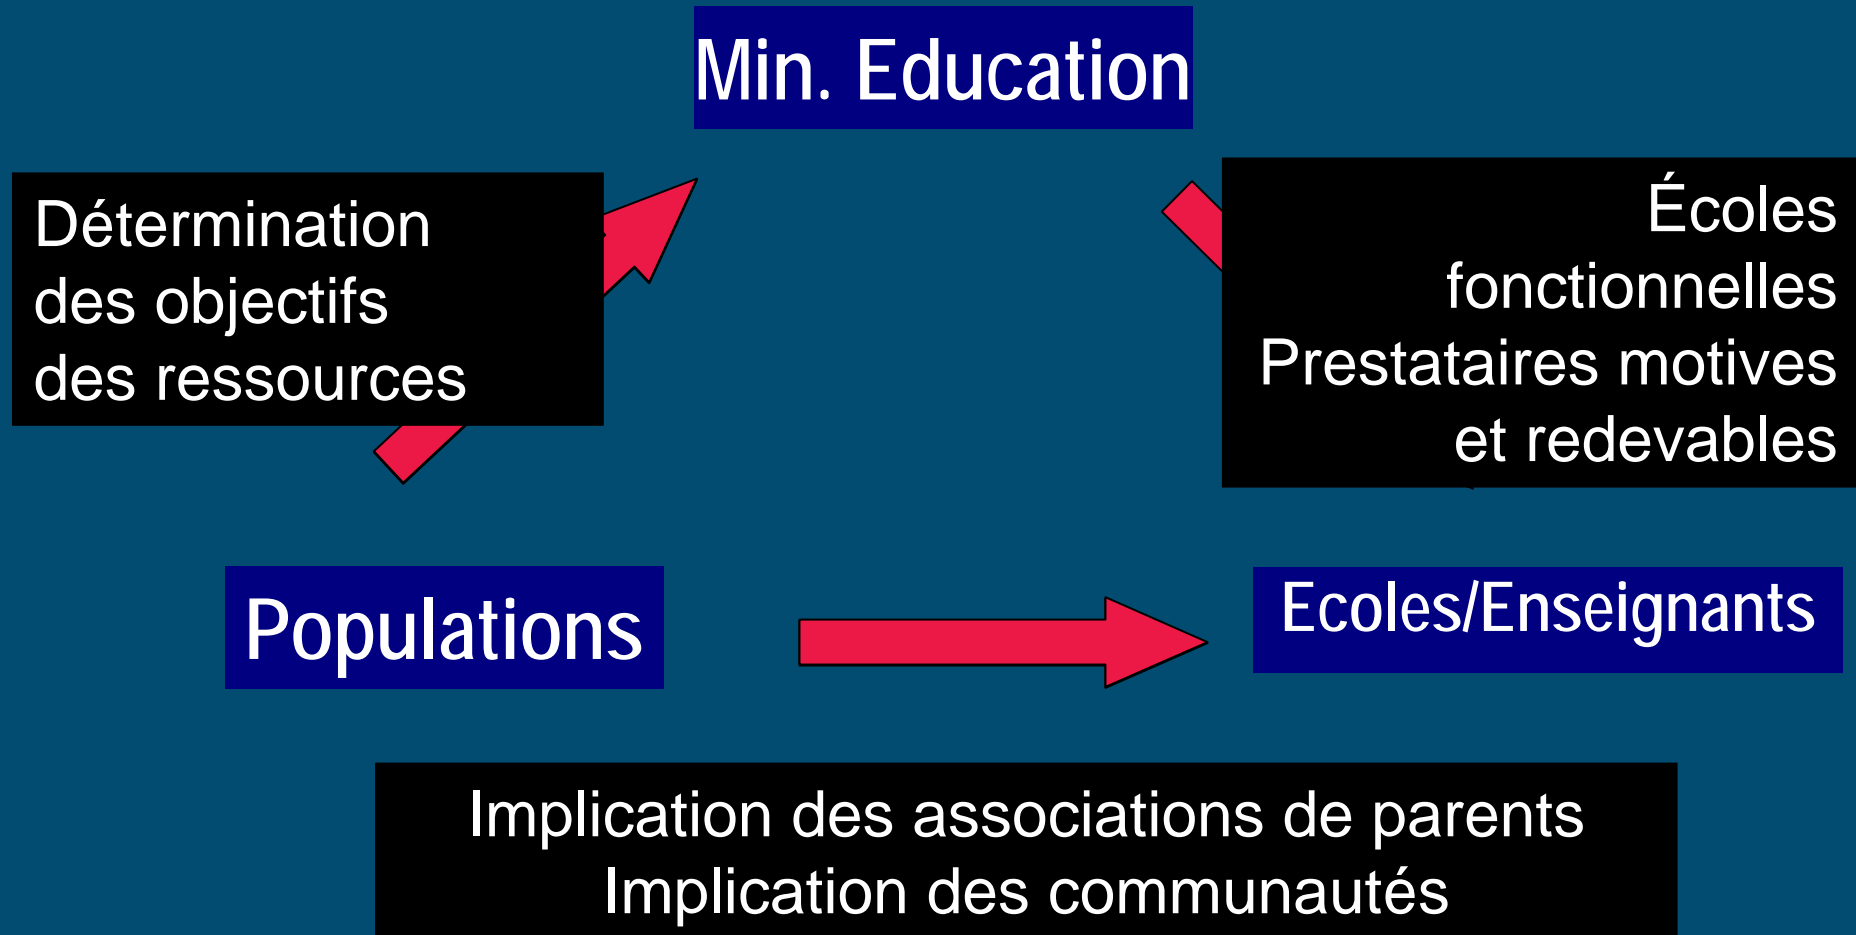 Min. Education
Détermination
des objectifs
des ressources
Écoles
fonctionnelles
Prestataires motives
et redevables
Populations
Ecoles/Enseignants
Implication des associations de parents
Implication des communautés